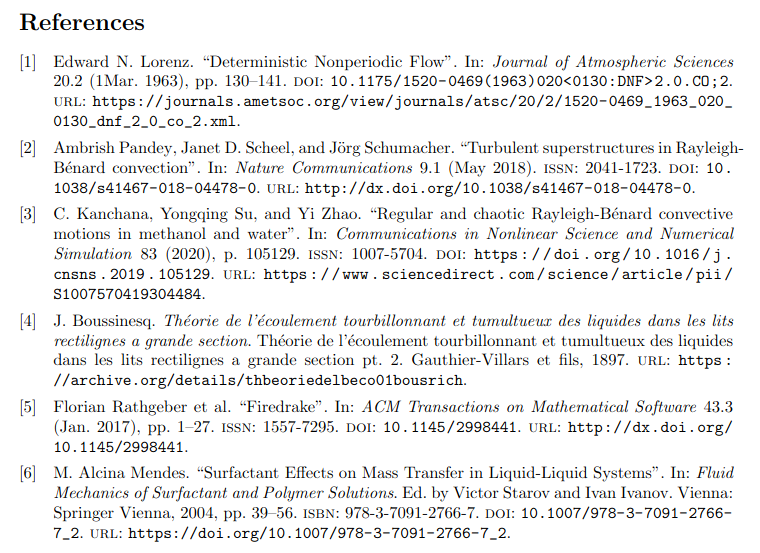 References
[1] Edward N. Lorenz. “Deterministic Nonperiodic Flow”. In: Journal of Atmospheric Sciences
20.2 (1Mar. 1963), pp. 130–141. DOI: 10.1175/1520-0469(1963)020<0130:DNF>2.0.CO;2.
URL: https://journals.ametsoc.org/view/journals/atsc/20/2/1520-0469_1963_020_
0130_dnf_2_0_co_2.xml.
[2] Ambrish Pandey, Janet D. Scheel, and Jörg Schumacher. “Turbulent superstructures in Rayleigh-
Bénard convection”. In: Nature Communications 9.1 (May 2018). ISSN: 2041-1723. DOI: 10.
1038/s41467-018-04478-0. URL: http://dx.doi.org/10.1038/s41467-018-04478-0.
[3] C. Kanchana, Yongqing Su, and Yi Zhao. “Regular and chaotic Rayleigh-Bénard convective
motions in methanol and water”. In: Communications in Nonlinear Science and Numerical
Simulation 83 (2020), p. 105129. ISSN: 1007-5704. DOI: https://doi.org/10.1016/j.
cnsns.2019.105129. URL: https://www.sciencedirect.com/science/article/pii/
S1007570419304484.
[4] J. Boussinesq. Théorie de l’écoulement tourbillonnant et tumultueux des liquides dans les lits
rectilignes a grande section. Théorie de l’écoulement tourbillonnant et tumultueux des liquides
dans les lits rectilignes a grande section pt. 2. Gauthier-Villars et fils, 1897. URL: https:
//archive.org/details/thbeoriedelbeco01bousrich.
[5] Florian Rathgeber et al. “Firedrake”. In: ACM Transactions on Mathematical Software 43.3
(Jan. 2017), pp. 1–27. ISSN: 1557-7295. DOI: 10.1145/2998441. URL: http://dx.doi.org/
10.1145/2998441.
[6] M. Alcina Mendes. “Surfactant Effects on Mass Transfer in Liquid-Liquid Systems”. In: Fluid
Mechanics of Surfactant and Polymer Solutions. Ed. by Victor Starov and Ivan Ivanov. Vienna:
Springer Vienna, 2004, pp. 39–56. ISBN: 978-3-7091-2766-7. DOI: 10.1007/978-3-7091-2766-
7_2. URL: https://doi.org/10.1007/978-3-7091-2766-7_2.